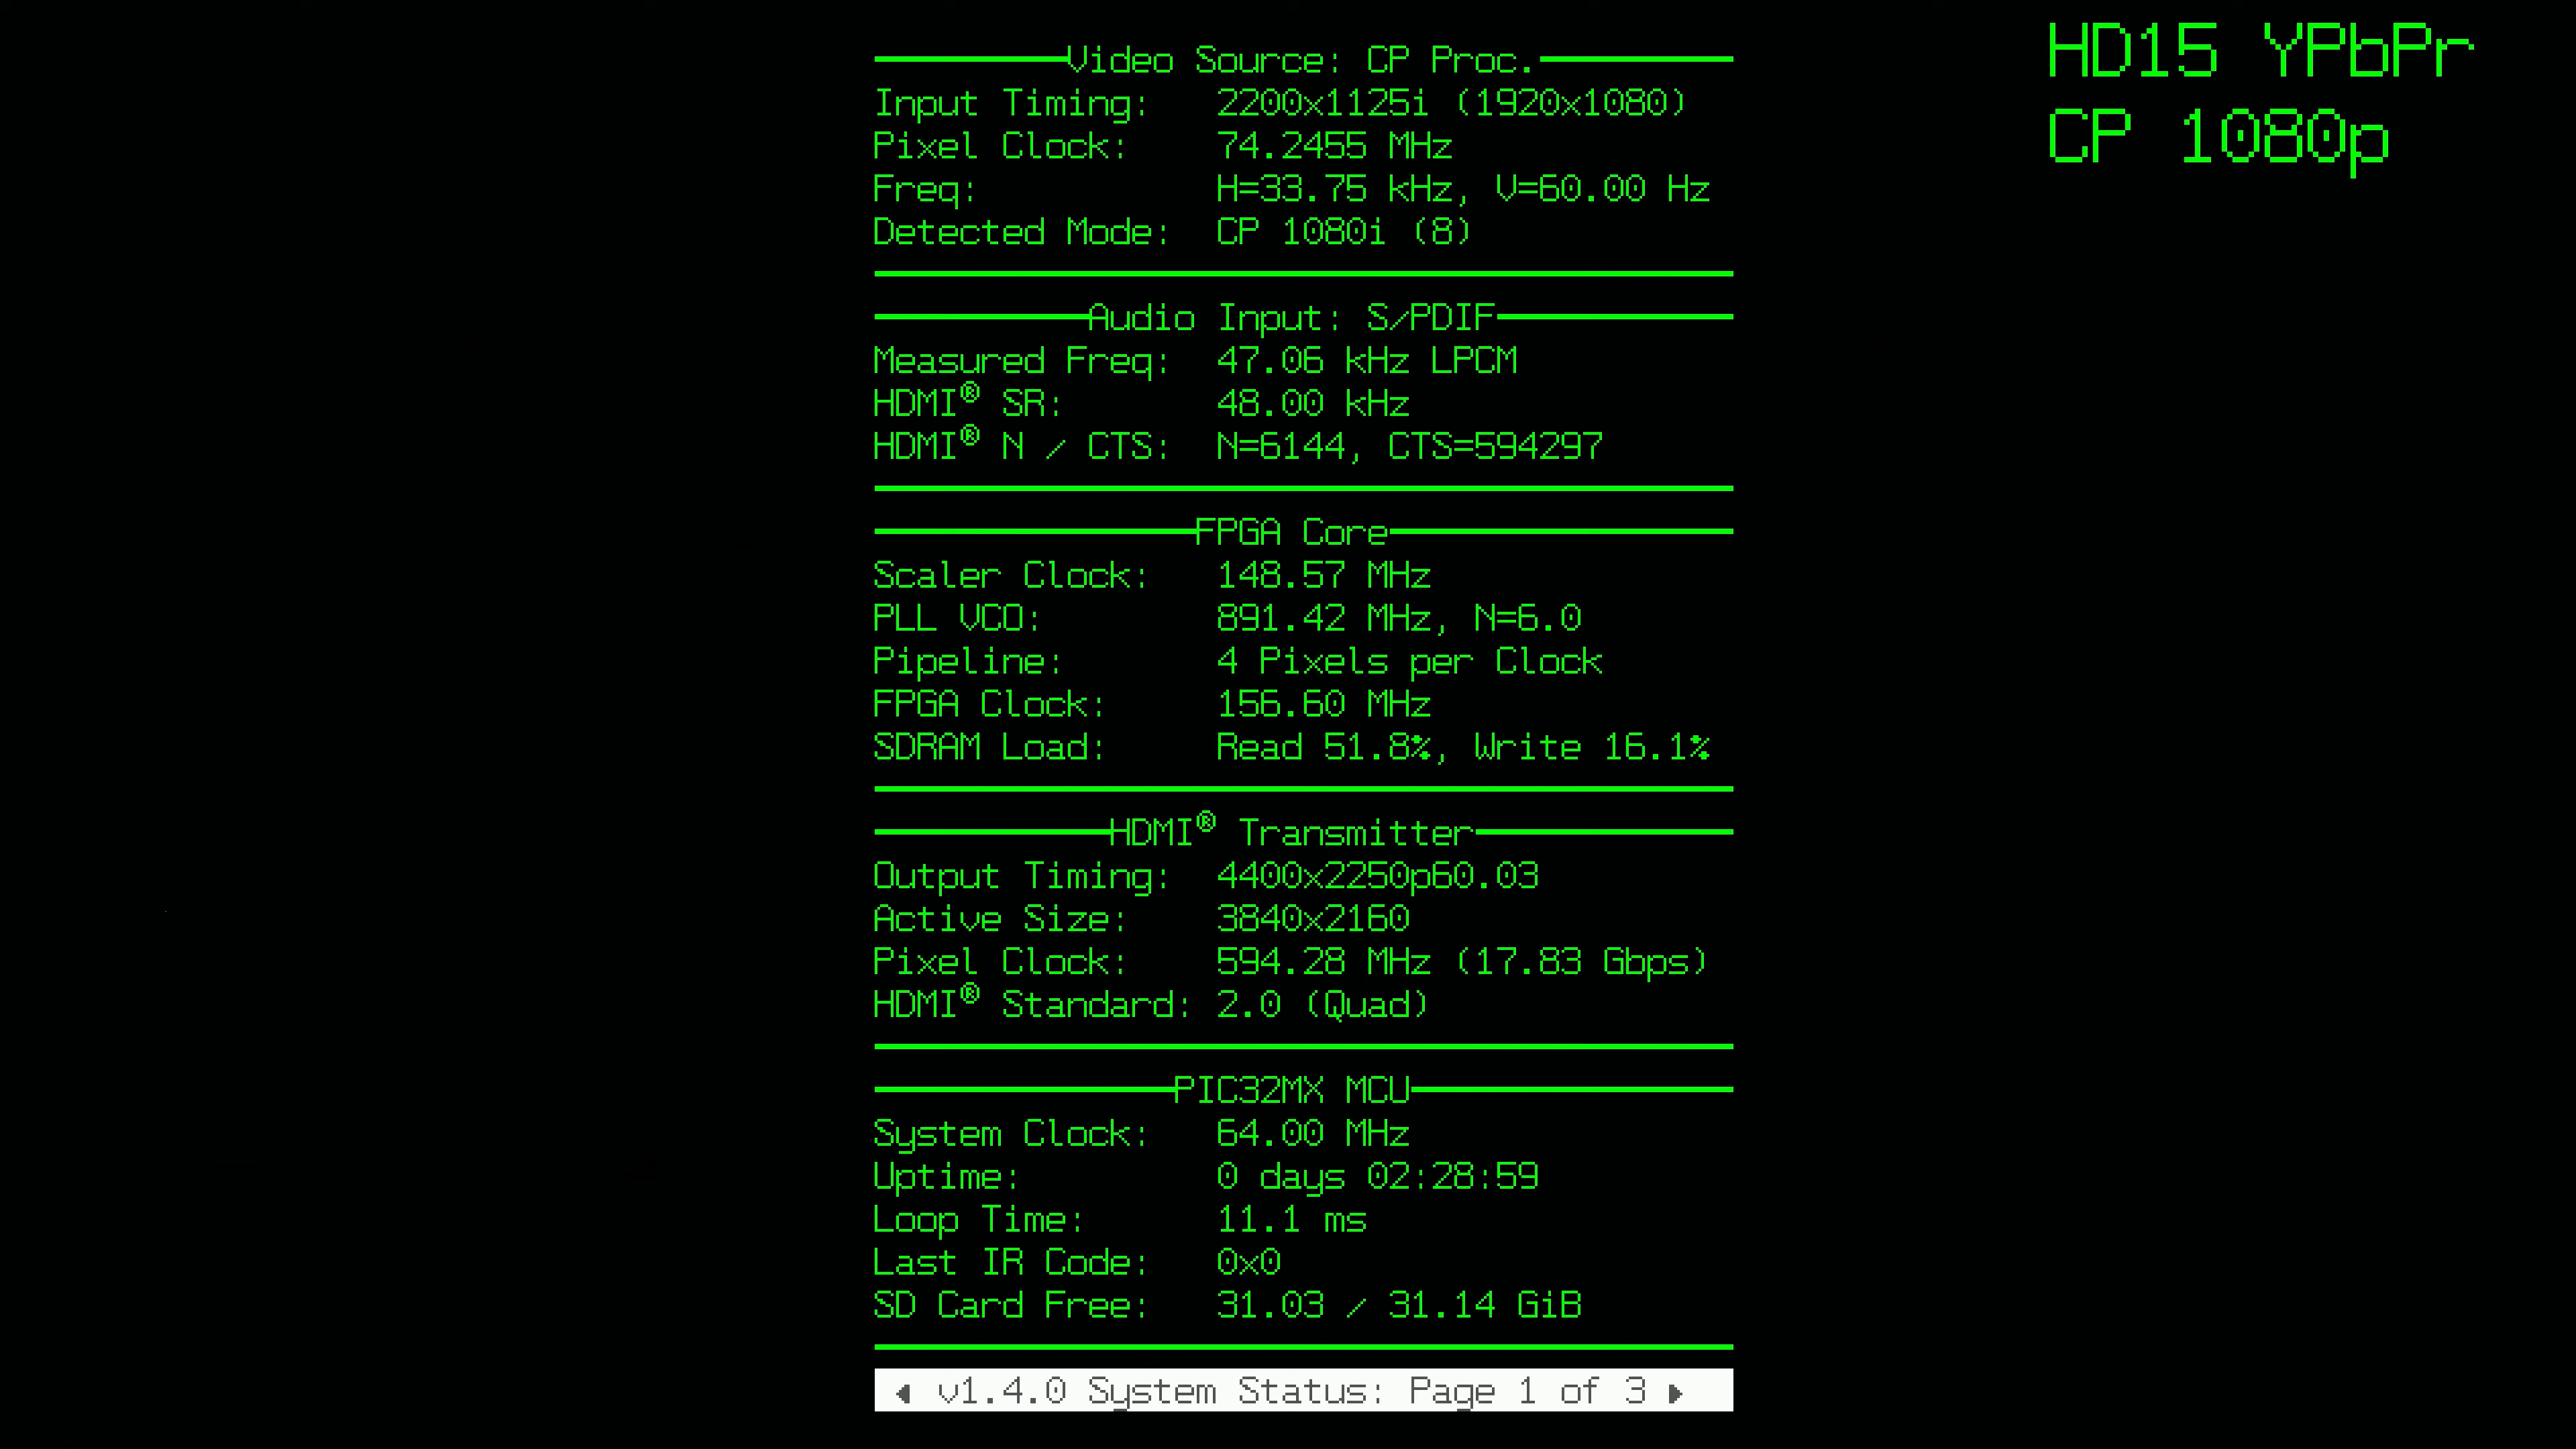 HD15 YPbPr
CP 1080p
Video Source: CP Proc.
Input Timing: 2200x1125i (1920x1080)
Pixel Clock: 74.2455 MHz
Freq: H=33.75 kHz, V=60.00 Hz
Detected Mode: CP 1080i (8)
Audio Input: S/PDIF
Measured Freq: 47.06 kHz LPCM
HDMI® SR: 48.00 kHz
HDMI® N / CTS: N=6144, CTS=594297
FPGA Core
Scaler Clock: 148.57 MHz
PLL VCO: 891.42 MHz, N=6.0
Pipeline: 4 Pixels per Clock
FPGA Clock: 156.60 MHz
SDRAM Load: Read 51.8%, Write 16.1%
HDMI® Transmitter
Output Timing: 4400x2250p60.03
Active Size: 3840x2160
Pixel Clock: 594.28 MHz (17.83 Gbps)
HDMI® Standard: 2.0 (Quad)
PIC32MX MCU
System Clock: 64.00 MHz
Uptime: 0 days 02:28:59
Loop Time: 11.1 ms
Last IR Code: 0x0
SD Card Free: 31.03 / 31.14 GiB
v1.4.0 System Status: Page 1 of 3